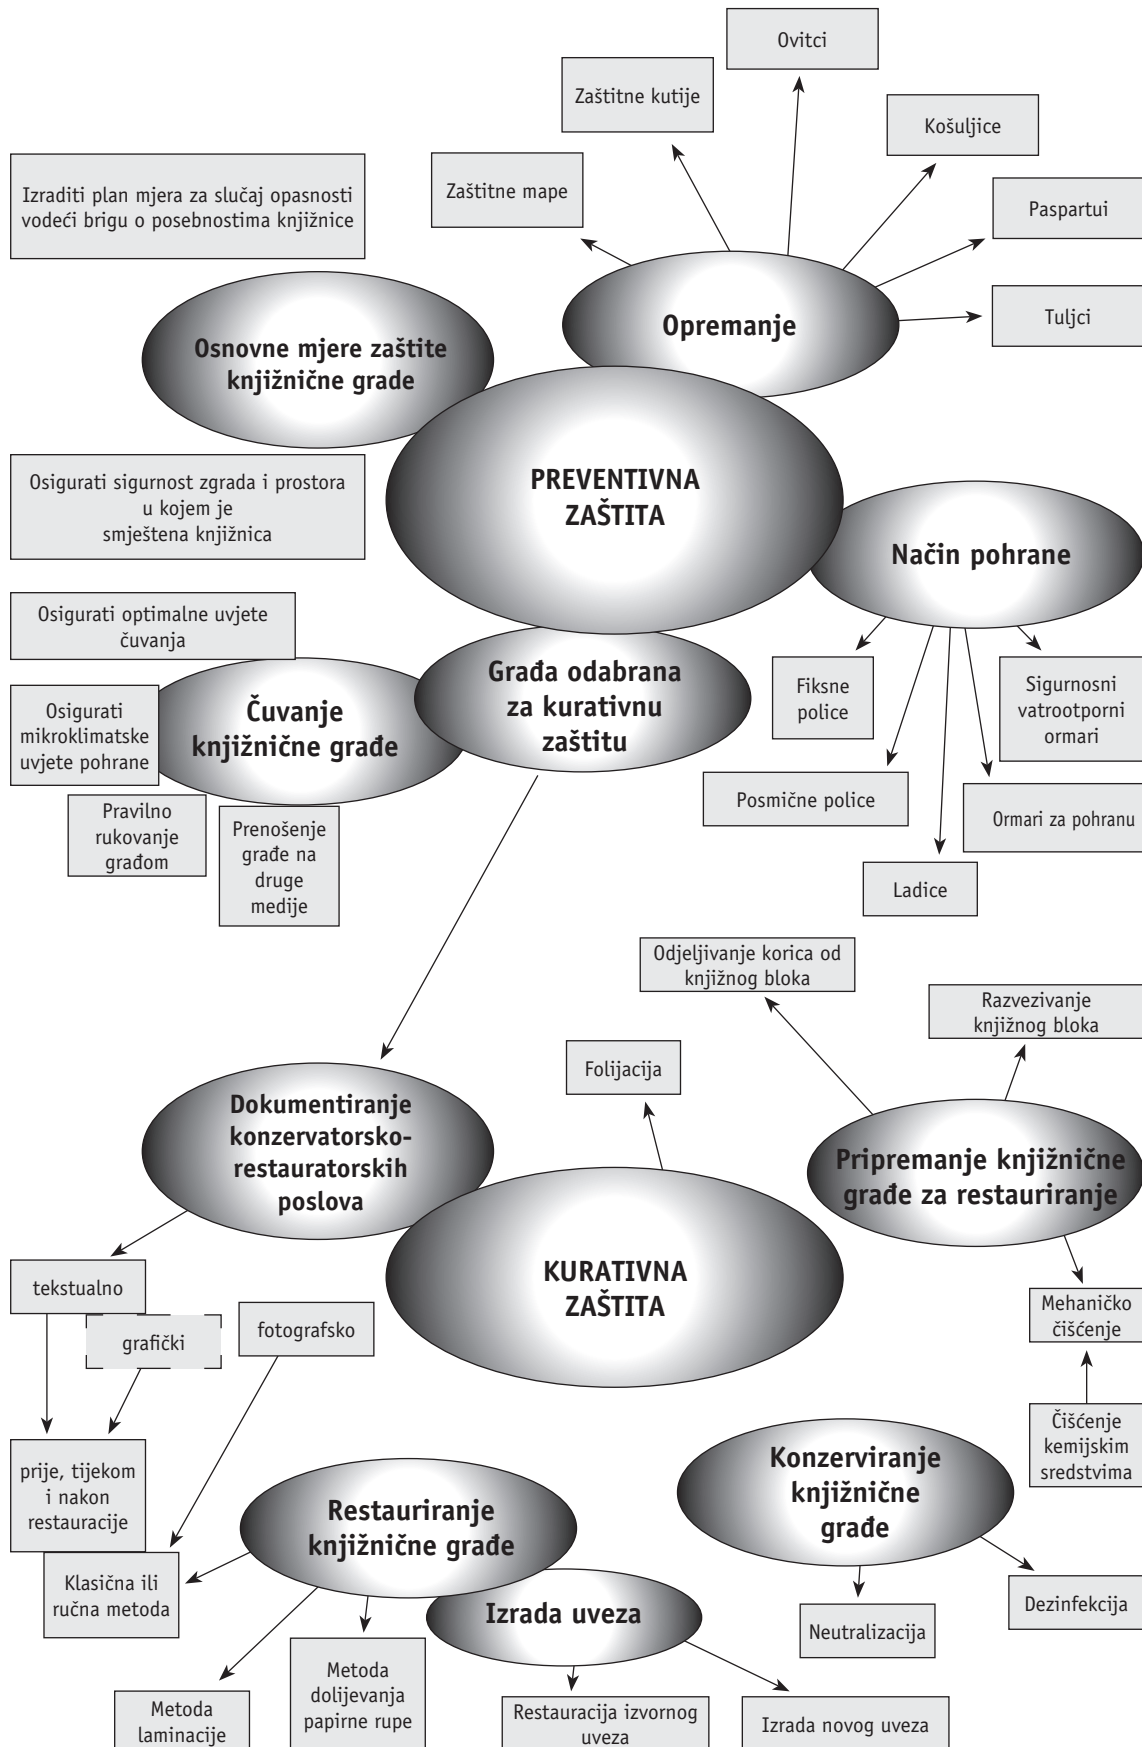 Ovitci
Zaštitne kutije
Košuljice
Zaštitne mape
Paspartui
Tuljci
Opremanje
Izraditi plan mjera za slučaj opasnosti
vodeći brigu o posebnostima knjižnice
Osnovne mjere zaštite
knjižnične grade
Osigurati sigurnost zgrada i prostora
u kojem je
smještena knjižnica
PREVENTIVNA
ZAŠTITA
Način pohrane
Fiksne
police
Sigurnosni
vatrootporni
ormari
Posmične police
Ormari za pohranu
Ladice
Osigurati optimalne uvjete
čuvanja
Čuvanje
knjižnične građe
Osigurati
mikroklimatske
uvjete pohrane
Pravilno
rukovanje
građom
Prenošenje
građe na
druge
medije
Građa odabrana
za kurativnu
zaštitu
Odjeljivanje korica od
knjižnog bloka
Razvezivanje
knjižnog bloka
Folijacija
Dokumentiranje
konzervatorsko-
restauratorskih
poslova
Pripremanje knjižnične
građe za restauriranje
KURATIVNA
ZAŠTITA
tekstualno
grafički
fotografsko
Mehaničko
čišćenje
Čišćenje
kemijskim
sredstvima
prije, tijekom
i nakon
restauracije
Klasična ili
ručna metoda
Restauriranje
knjižnične građe
Konzerviranje
knjižnične
građe
Dezinfekcija
Neutralizacija
Izrada uveza
Metoda
laminacije
Metoda
dolijevanja
papirne rupe
Restauracija izvornog
uveza
Izrada novog uveza